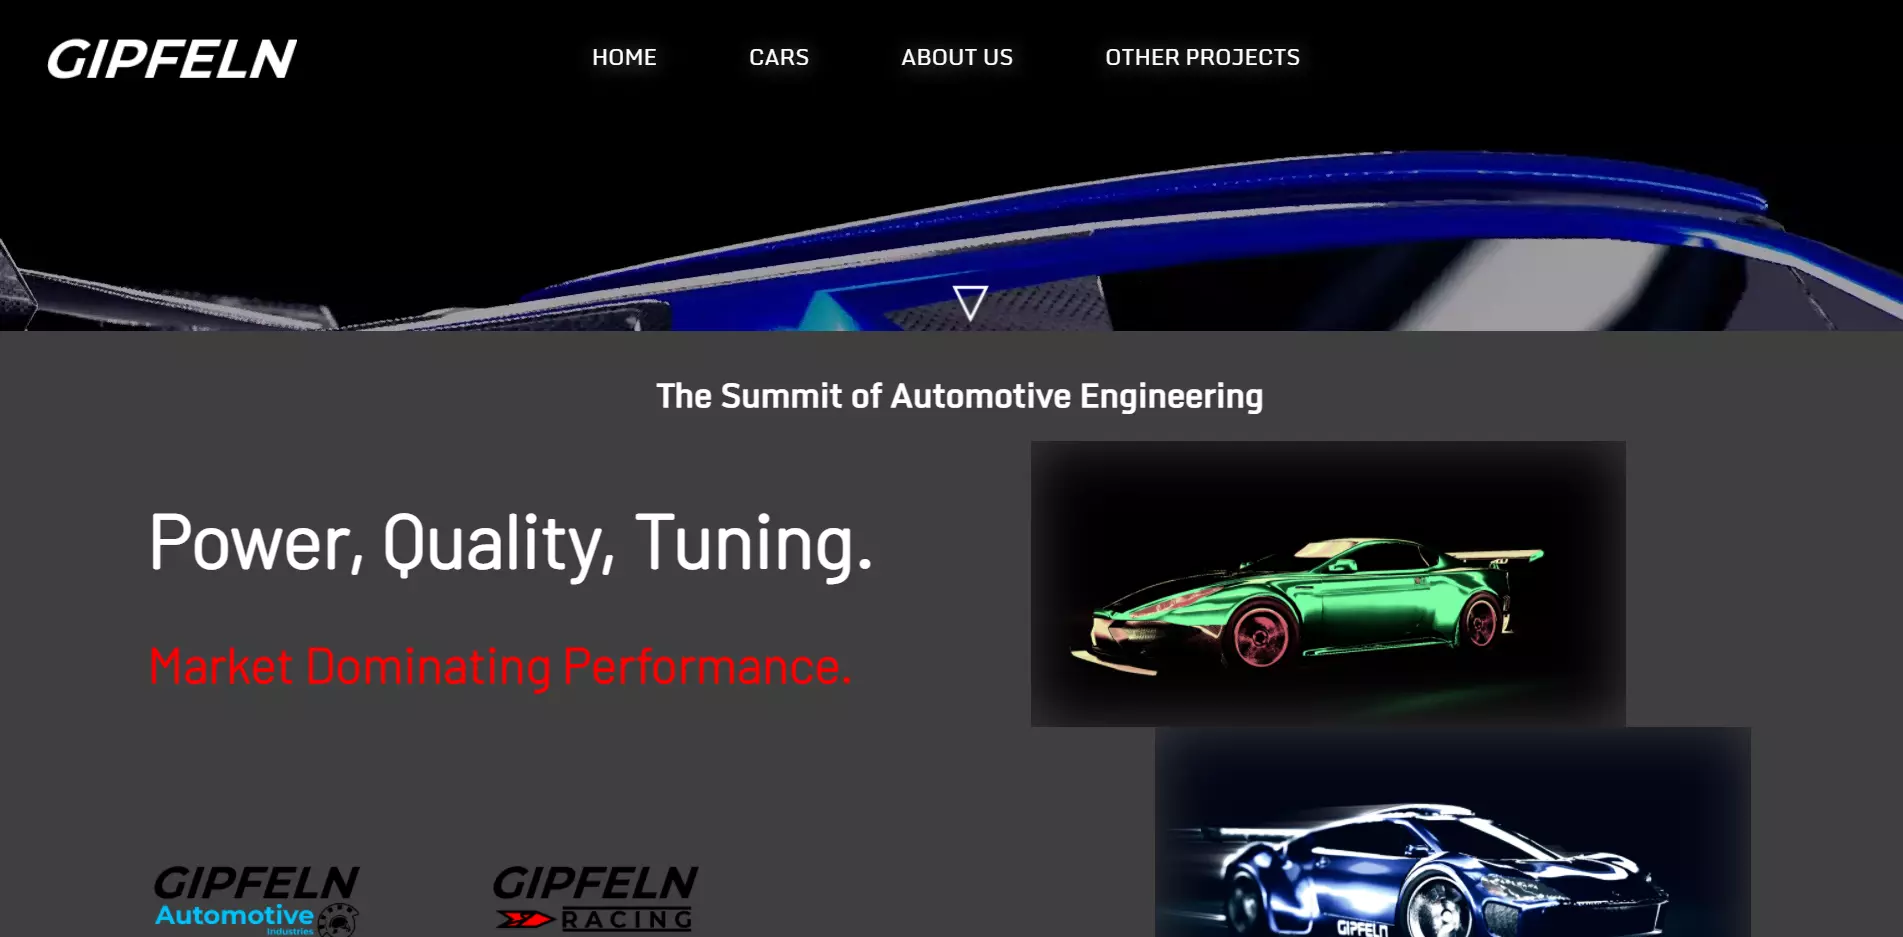 GIPFELN
HOME CARS ABOUT US OTHER PROJECTS
The Summit of Automotive Engineering
Power, Quality, Tuning.
Market Dominating Performance.
GIPFELN
Automotive
Industries
GIPFELN
RACING
GIPFELN